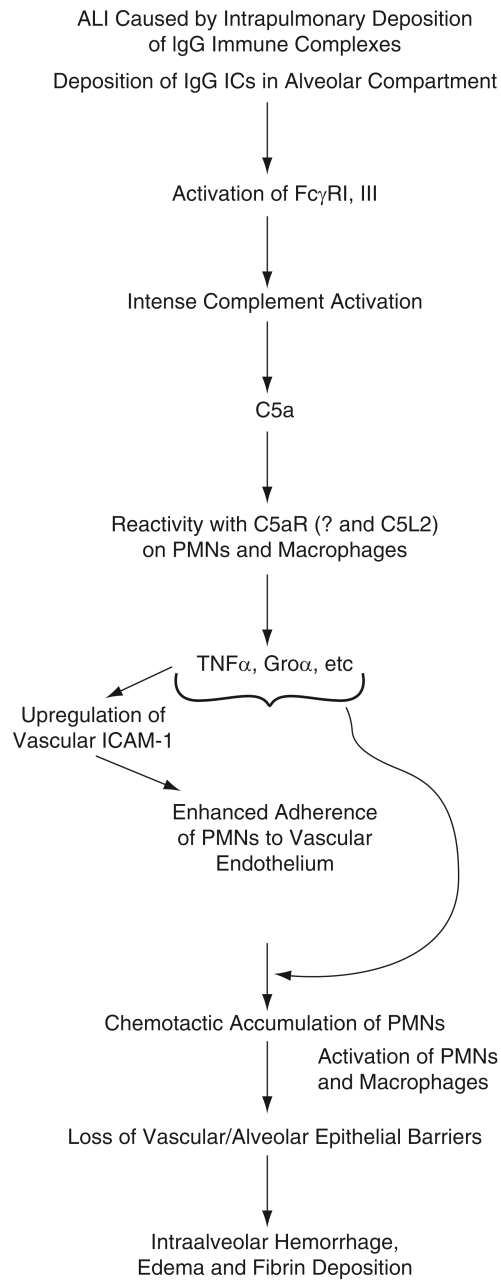 ALI Caused by Intrapulmonary Deposition
of IgG Immune Complexes
Deposition of IgG ICs in Alveolar Compartment
Activation of FcγRI, III
Intense Complement Activation
C5a
Reactivity with C5aR (? and C5L2)
on PMNs and Macrophages
TNFα, Groα, etc
Upregulation of
Vascular ICAM-1
Enhanced Adherence
of PMNs to Vascular
Endothelium
Chemotactic Accumulation of PMNs
Activation of PMNs
and Macrophages
Loss of Vascular/Alveolar Epithelial Barriers
Intraalveolar Hemorrhage,
Edema and Fibrin Deposition